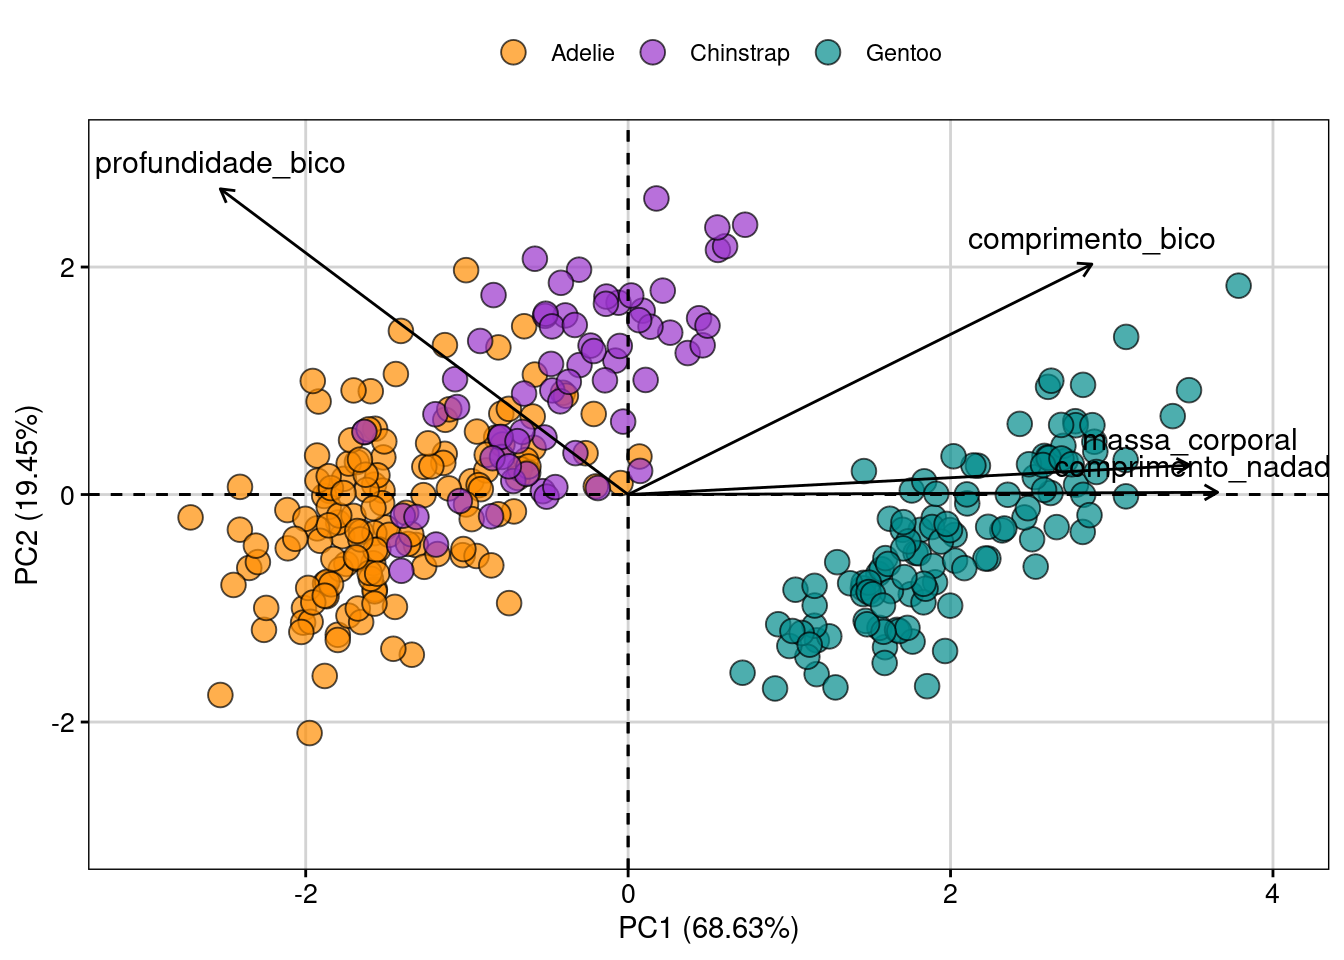 Adelie Chinstrap Gentoo
profundidade_bico
comprimento_bico
massa_corporal
comprimento_nadad
PC2 (19.45%)
2
0
-2
-2 0 2 4
PC1 (68.63%)